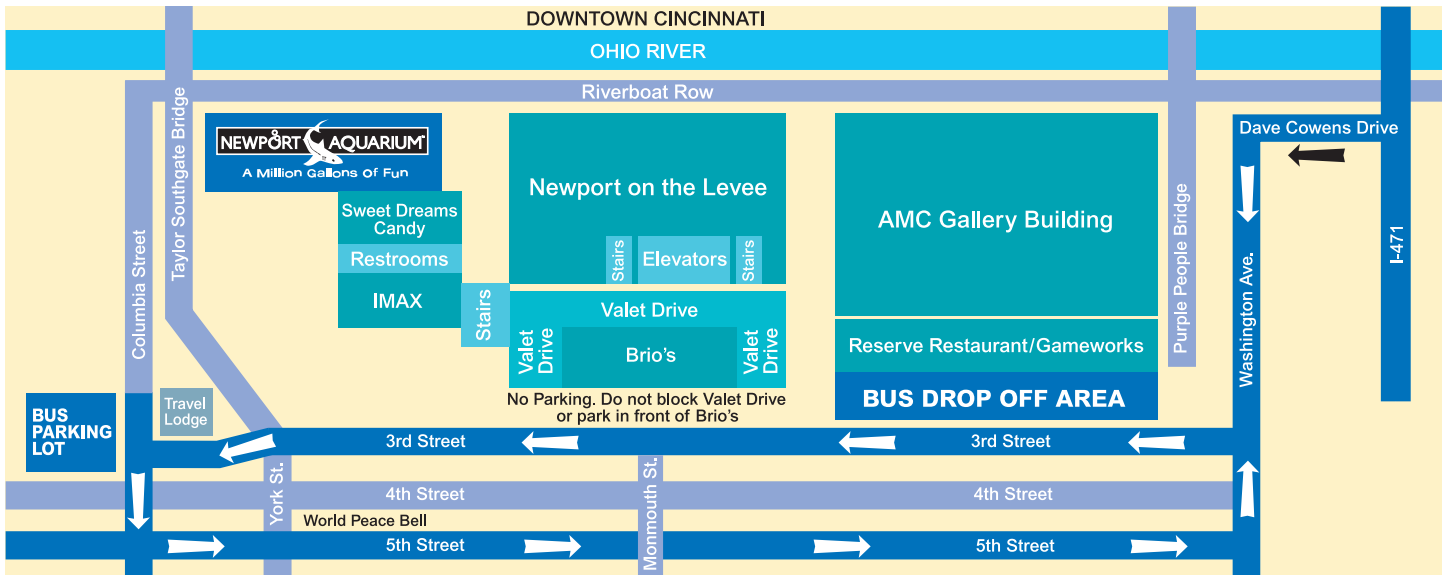 DOWNTOWN CINCINNATI
OHIO RIVER
Riverboat Row
Taylor Southgate Bridge
Columbia Street
NEWPORT AQUARIUM
A Million Gallons of Fun
Sweet Dreams
Candy
Restrooms
IMAX
Stairs
Newport on the Levee
Stairs
Elevators
Stairs
Valet Drive
Valet
Drive
Brio's
Valet
Drive
No Parking. Do not block Valet Drive
or park in front of Brio's
AMC Gallery Building
Reserve Restaurant/Gameworks
BUS DROP OFF AREA
Purple People Bridge
Dave Cowens Drive
Washington Ave.
I-471
BUS
PARKING
LOT
Travel
Lodge
3rd Street
3rd Street
York St.
Monmouth St.
4th Street
4th Street
World Peace Bell
5th Street
5th Street